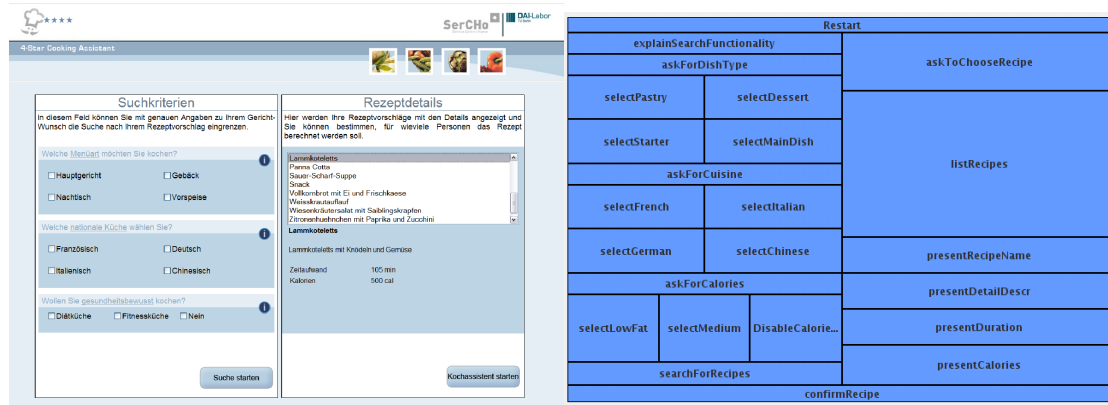 ★★★★
SerCHo
DAI-Labor
4-Star Cooking Assistant
Suchkriterien
In diesem Feld können Sie mit genauen Angaben zu Ihrem Gericht-
Wunsch die Suche nach Ihrem Rezeptvorschlag eingrenzen.
Welche Menüart möchten Sie kochen?
i
Hauptgericht
Gebäck
Nachtisch
Vorspeise
Welche nationale Küche wählen Sie?
i
Französisch
Deutsch
Italienisch
Chinesisch
Wollen Sie gesundheitsbewusst kochen?
i
Diätküche
Fitnessküche
Nein
Suche starten
Rezeptdetails
Hier werden Ihre Rezeptvorschläge mit den Details angezeigt und
Sie können bestimmen, für wieviele Personen das Rezept
berechnet werden soll.
Lammkoteletts
Panna Cotta
Sauer-Scharf-Suppe
Snack
Vollkornbrot mit Ei und Frischkaese
Weisskrautauflauf
Wiesenkräutersalat mit Saiblingskrapfen
Zitronenhuehnchen mit Paprika und Zucchini
Lammkoteletts
Lammkoteletts mit Knödeln und Gemüse
Zeitaufwand 105 min
Kalorien 500 cal
Kochassistent starten
Restart
explainSearchFunctionality
askForDishType
selectPastry
selectDessert
selectStarter
selectMainDish
askForCuisine
selectFrench
selectItalian
selectGerman
selectChinese
askForCalories
selectLowFat
selectMedium
DisableCalorie...
searchForRecipes
askToChooseRecipe
listRecipes
presentRecipeName
presentDetailDescr
presentDuration
presentCalories
confirmRecipe